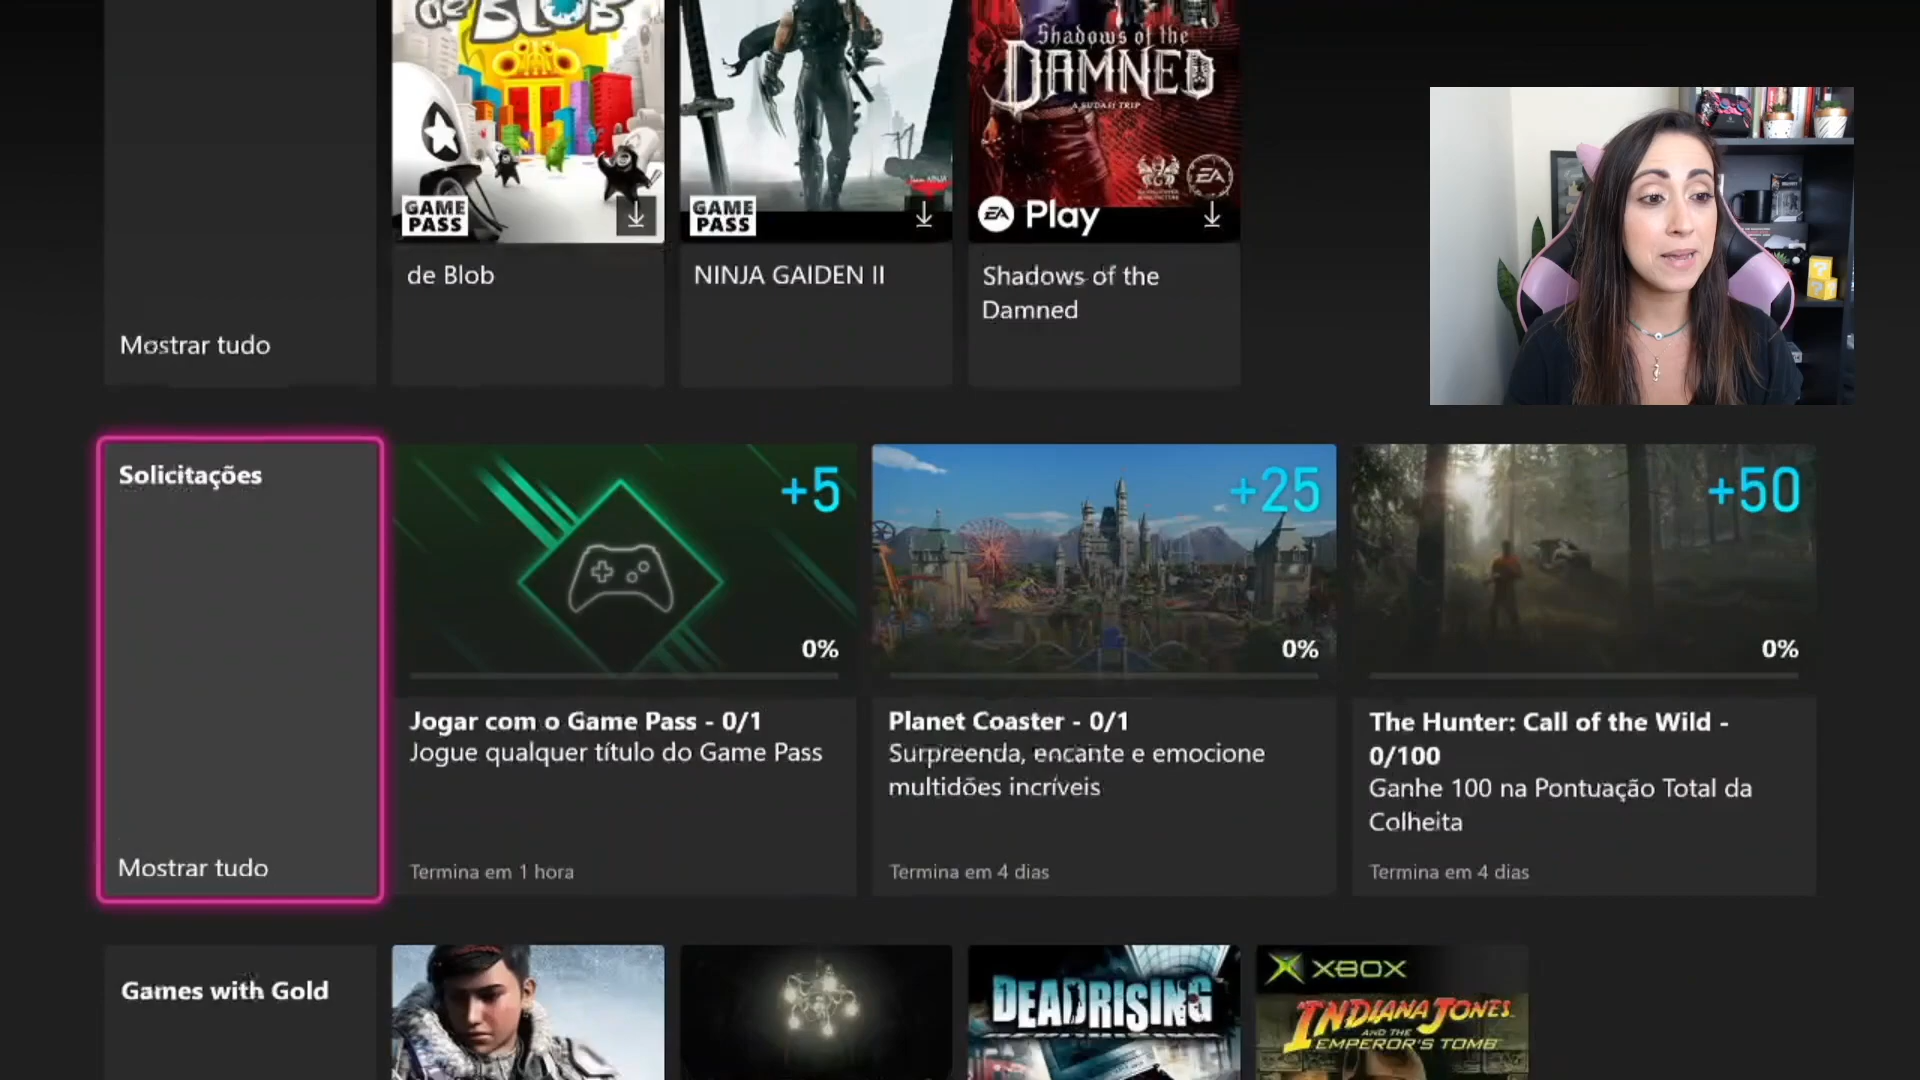 de BLOB
Shadows of the
DAMNED
A SUDA51 TRIP
EA
GAME
PASS
GAME
PASS
EA Play
de Blob
NINJA GAIDEN II
Shadows of the
Damned
Mostrar tudo
Solicitações
Mostrar tudo
+5
0%
Jogar com o Game Pass - 0/1
Jogue qualquer título do Game Pass
Termina em 1 hora
+25
0%
Planet Coaster - 0/1
Surpreenda, encante e emocione
multidões incríveis
Termina em 4 dias
+50
0%
The Hunter: Call of the Wild -
0/100
Ganhe 100 na Pontuação Total da
Colheita
Termina em 4 dias
Games with Gold
DEADRISING
XBOX
INDIANA JONES
AND THE
EMPEROR'S TOMB